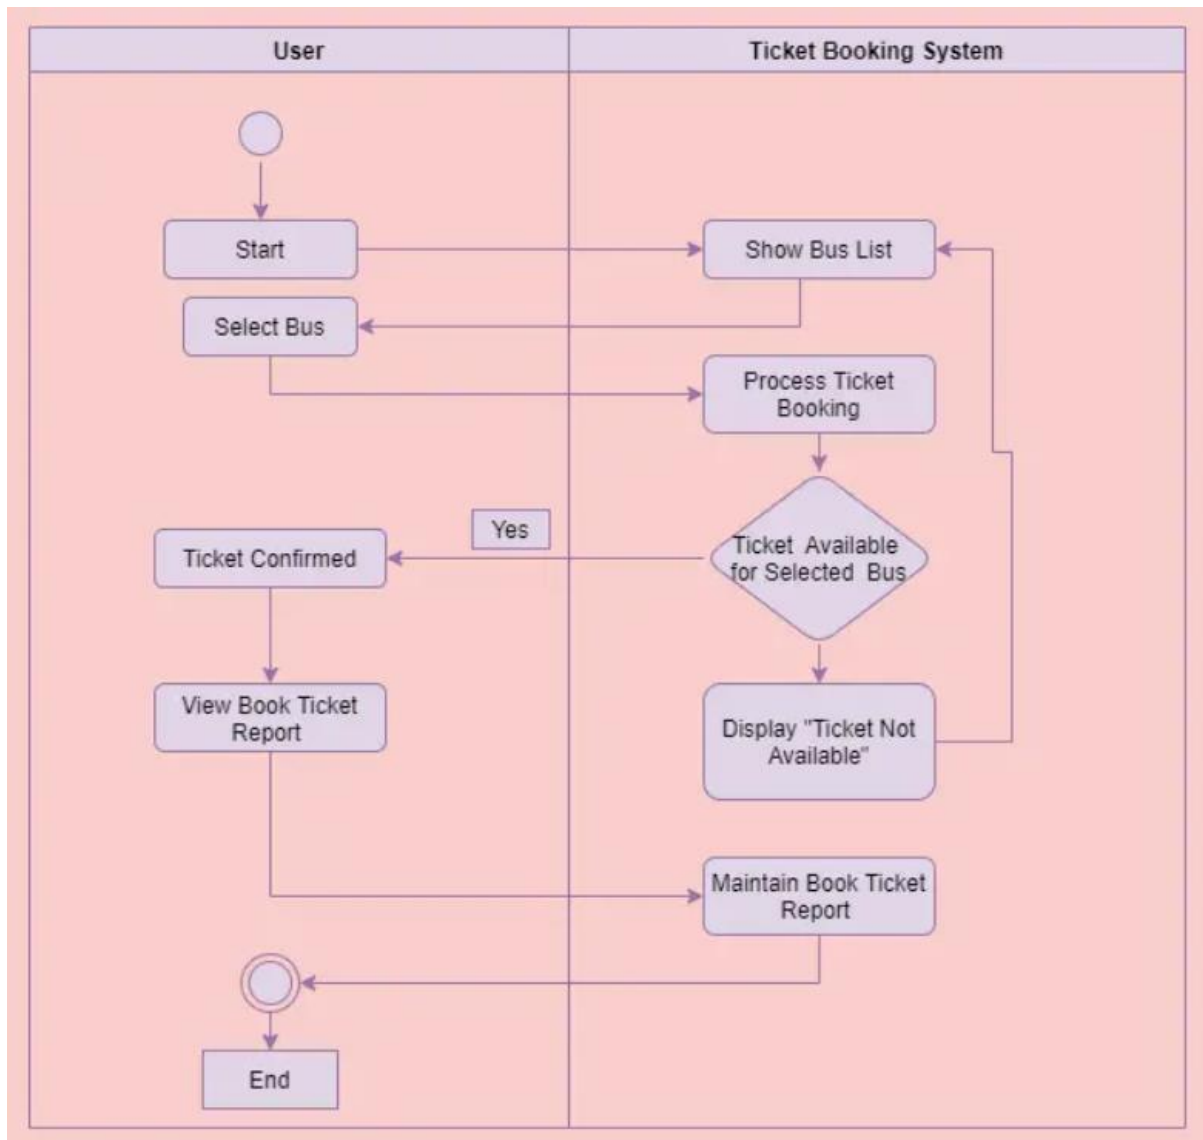 User
Ticket Booking System
Start
Show Bus List
Select Bus
Process Ticket
Booking
Yes
Ticket Confirmed
Ticket Available
for Selected Bus
View Book Ticket
Report
Display "Ticket Not
Available"
Maintain Book Ticket
Report
End